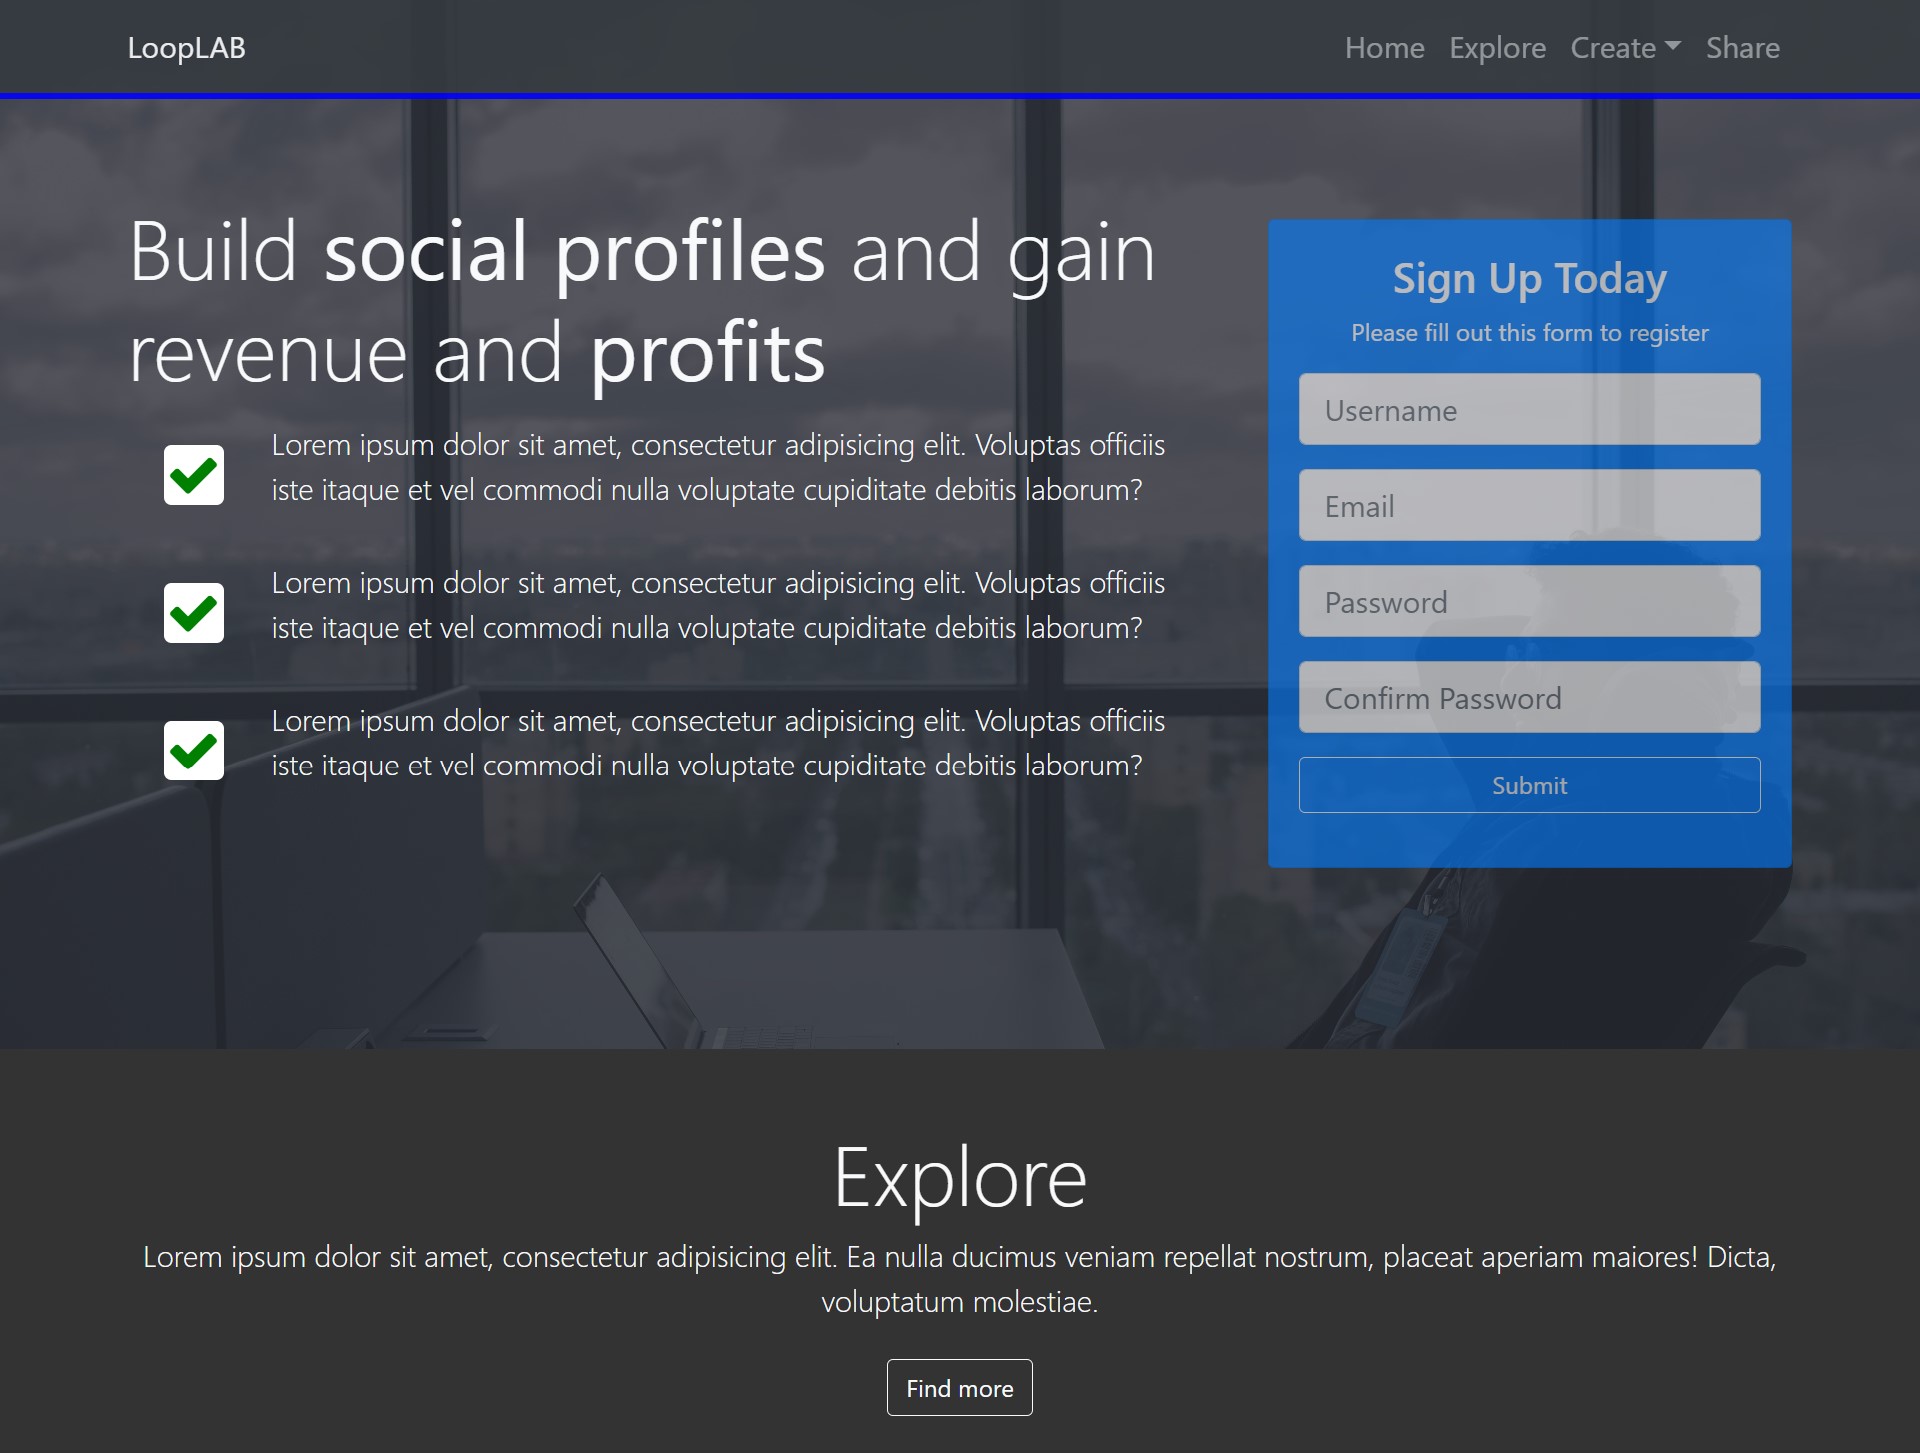 LoopLAB
Home Explore Create Share
Build social profiles and gain
revenue and profits
Lorem ipsum dolor sit amet, consectetur adipisicing elit. Voluptas officiis
iste itaque et vel commodi nulla voluptate cupiditate debitis laborum?
Lorem ipsum dolor sit amet, consectetur adipisicing elit. Voluptas officiis
iste itaque et vel commodi nulla voluptate cupiditate debitis laborum?
Lorem ipsum dolor sit amet, consectetur adipisicing elit. Voluptas officiis
iste itaque et vel commodi nulla voluptate cupiditate debitis laborum?
Sign Up Today
Please fill out this form to register
Username
Email
Password
Confirm Password
Submit
Explore
Lorem ipsum dolor sit amet, consectetur adipisicing elit. Ea nulla ducimus veniam repellat nostrum, placeat aperiam maiores! Dicta,
voluptatum molestiae.
Find more